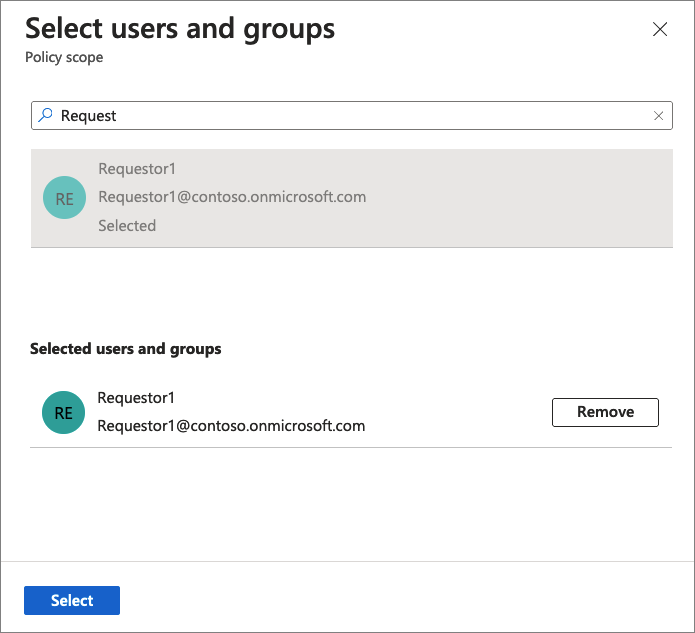 Select users and groups
Policy scope
Request
Requestor1
RE
Requestor1@contoso.onmicrosoft.com
Selected
Selected users and groups
Requestor1
RE
Requestor1@contoso.onmicrosoft.com
Remove
Select